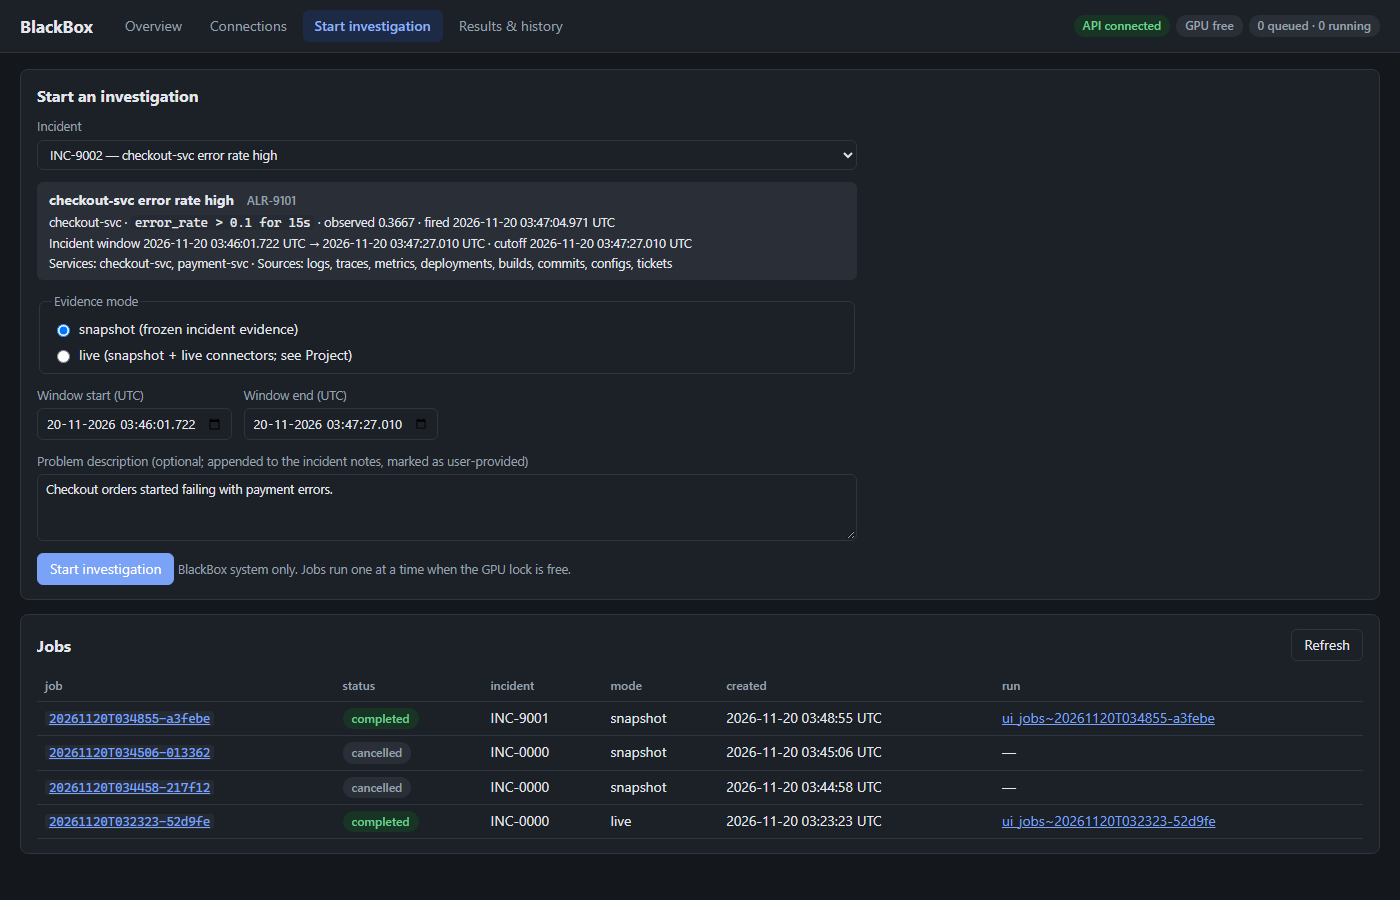 BlackBox Overview Connections Start investigation Results & history API connected GPU free 0 queued · 0 running
Start an investigation
Incident
INC-9002 — checkout-svc error rate high
checkout-svc error rate high ALR-9101
checkout-svc · error_rate > 0.1 for 15s · observed 0.3667 · fired 2026-11-20 03:47:04.971 UTC
Incident window 2026-11-20 03:46:01.722 UTC → 2026-11-20 03:47:27.010 UTC · cutoff 2026-11-20 03:47:27.010 UTC
Services: checkout-svc, payment-svc · Sources: logs, traces, metrics, deployments, builds, commits, configs, tickets
Evidence mode
snapshot (frozen incident evidence)
live (snapshot + live connectors; see Project)
Window start (UTC) Window end (UTC)
20-11-2026 03:46:01.722 20-11-2026 03:47:27.010
Problem description (optional; appended to the incident notes, marked as user-provided)
Checkout orders started failing with payment errors.
Start investigation BlackBox system only. Jobs run one at a time when the GPU lock is free.
Jobs Refresh
job status incident mode created run
20261120T034855-a3febe completed INC-9001 snapshot 2026-11-20 03:48:55 UTC ui_jobs~20261120T034855-a3febe
20261120T034506-013362 cancelled INC-0000 snapshot 2026-11-20 03:45:06 UTC —
20261120T034458-217f12 cancelled INC-0000 snapshot 2026-11-20 03:44:58 UTC —
20261120T032323-52d9fe completed INC-0000 live 2026-11-20 03:23:23 UTC ui_jobs~20261120T032323-52d9fe